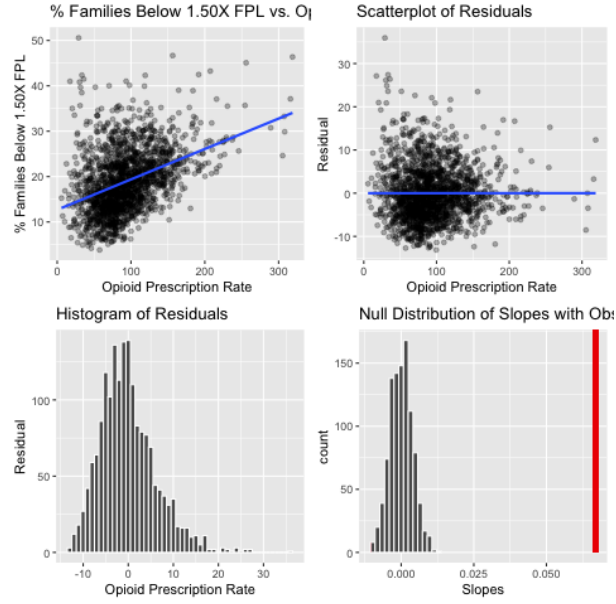 % Families Below 1.50X FPL vs. Op
50
40
30
20
10
% Families Below 1.50X FPL
0
100
200
300
Opioid Prescription Rate
Scatterplot of Residuals
30
20
10
0
-10
Residual
0
100
200
300
Opioid Prescription Rate
Histogram of Residuals
100
50
0
Residual
-10
0
10
20
30
Opioid Prescription Rate
Null Distribution of Slopes with Obs
150
100
50
0
count
0.000
0.025
0.050
Slopes